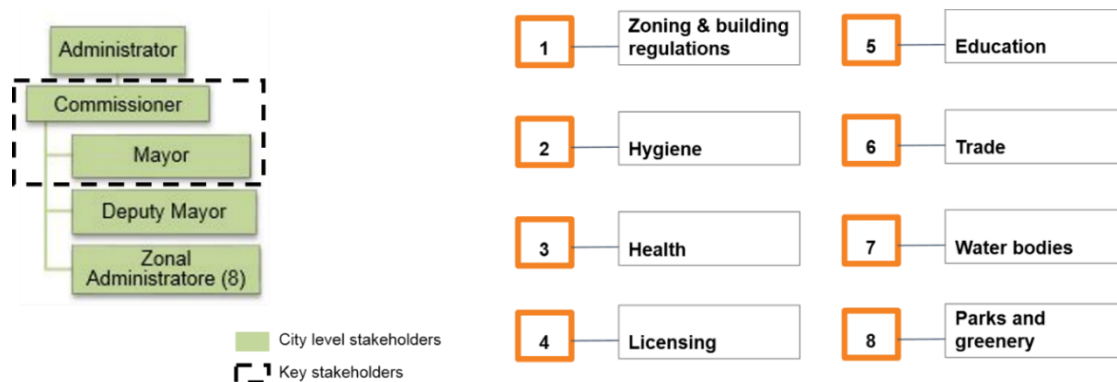 Administrator
Commissioner
Mayor
Deputy Mayor
Zonal
Administratore (8)
City level stakeholders
Key stakeholders
1
Zoning & building
regulations
2
Hygiene
3
Health
4
Licensing
5
Education
6
Trade
7
Water bodies
8
Parks and
greenery